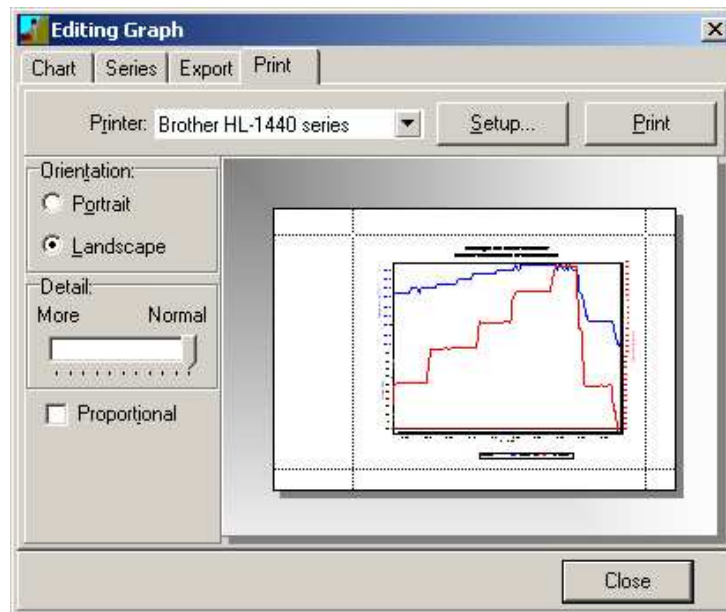 Editing Graph
Chart Series Export Print
Printer: Brother HL-1440 series Setup... Print
Orientation:
Portrait
Landscape
Detail:
More Normal
Proportional
Close